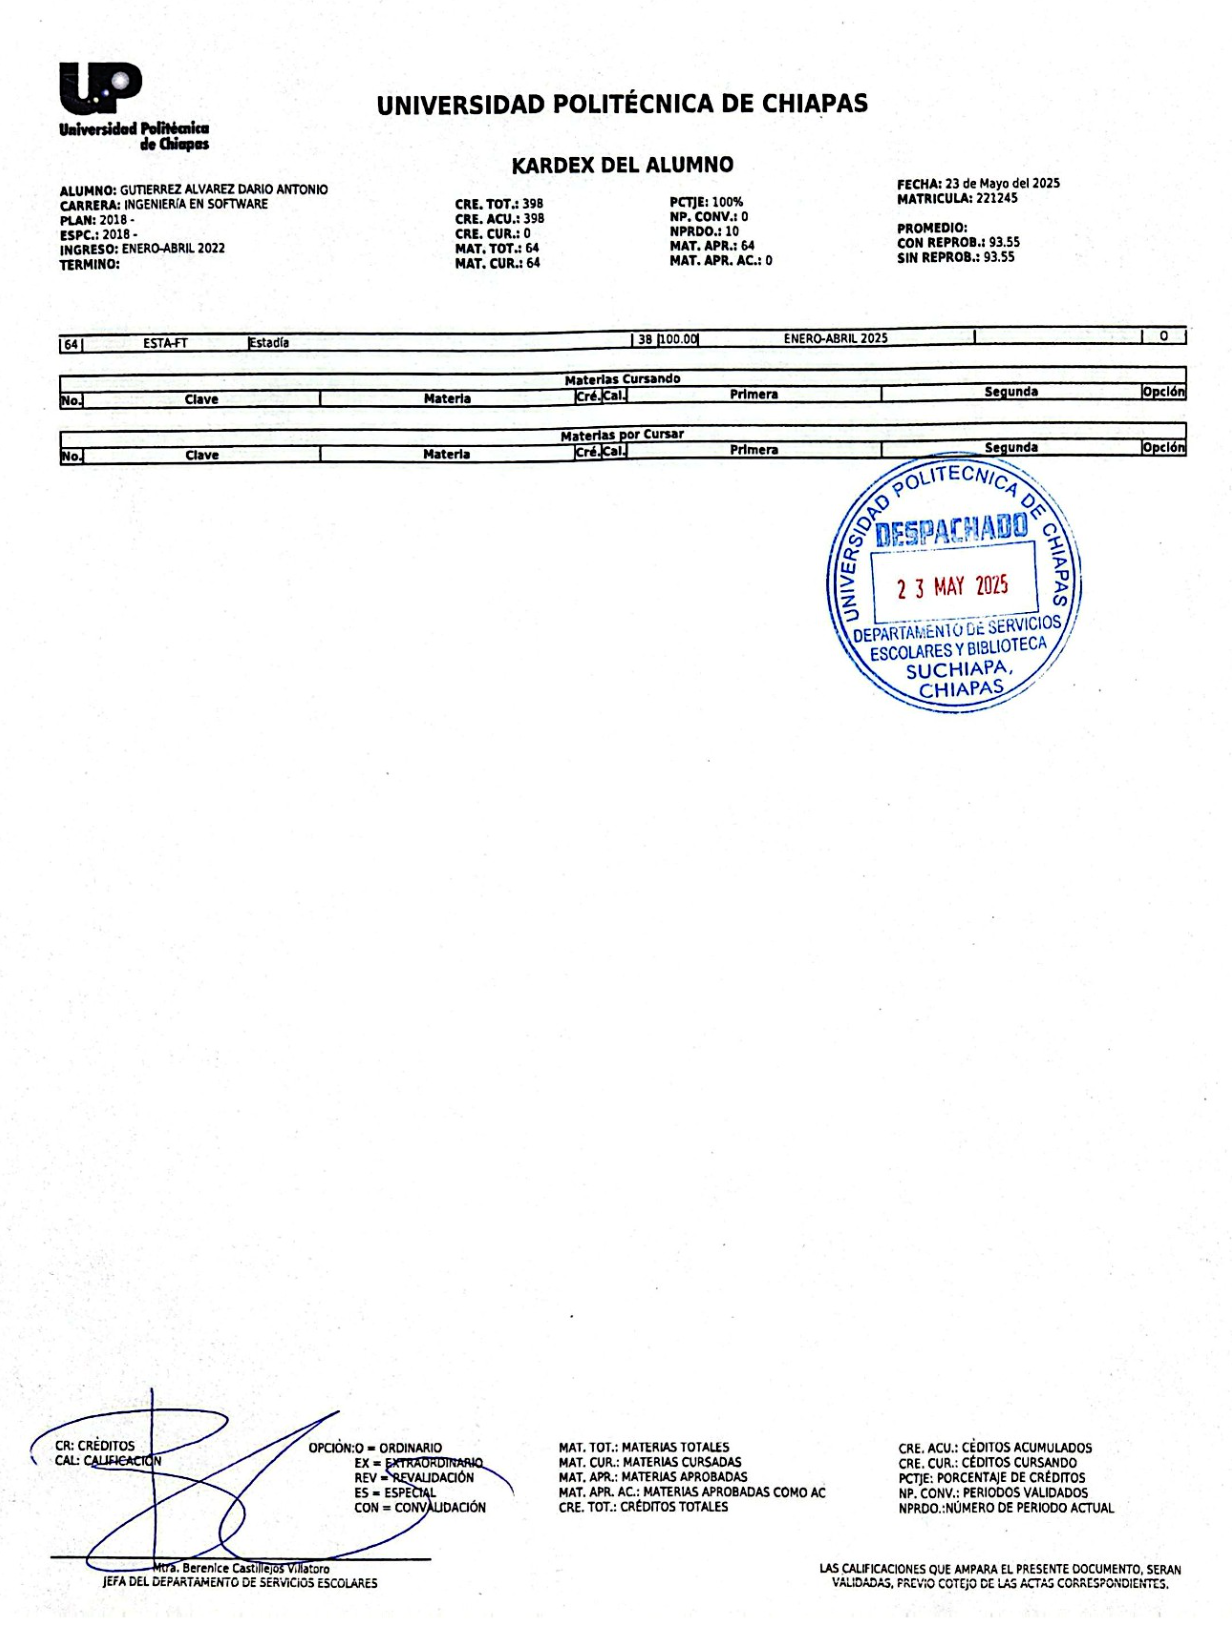 UP
Universidad Politécnica
de Chiapas
UNIVERSIDAD POLITÉCNICA DE CHIAPAS
KARDEX DEL ALUMNO
ALUMNO: GUTIERREZ ALVAREZ DARIO ANTONIO
CARRERA: INGENIERÍA EN SOFTWARE
PLAN: 2018 -
ESPC.: 2018 -
INGRESO: ENERO-ABRIL 2022
TERMINO:
CRE. TOT.: 398
CRE. ACU.: 398
CRE. CUR.: 0
MAT. TOT.: 64
MAT. CUR.: 64
PCTJE: 100%
NP. CONV.: 0
NPRDO.: 10
MAT. APR.: 64
MAT. APR. AC.: 0
FECHA: 23 de Mayo del 2025
MATRICULA: 221245
PROMEDIO:
CON REPROB.: 93.55
SIN REPROB.: 93.55
64 ESTA-FT Estadía 38 100.00 ENERO-ABRIL 2025 O
Materias Cursando
No. Clave Materia Cré. Cal. Primera Segunda Opción
Materias por Cursar
No. Clave Materia Cré. Cal. Primera Segunda Opción
UNIVERSIDAD POLITECNICA DE CHIAPAS
DESPACHADO
23 MAY 2025
DEPARTAMENTO DE SERVICIOS
ESCOLARES Y BIBLIOTECA
SUCHIAPA,
CHIAPAS
CR: CRÉDITOS
CAL: CALIFICACIÓN
OPCIÓN:O = ORDINARIO
EX = EXTRAORDINARIO
REV = REVALIDACIÓN
ES = ESPECIAL
CON = CONVALIDACIÓN
MAT. TOT.: MATERIAS TOTALES
MAT. CUR.: MATERIAS CURSADAS
MAT. APR.: MATERIAS APROBADAS
MAT. APR. AC.: MATERIAS APROBADAS COMO AC
CRE. TOT.: CRÉDITOS TOTALES
CRE. ACU.: CÉDITOS ACUMULADOS
CRE. CUR.: CÉDITOS CURSANDO
PCTJE: PORCENTAJE DE CRÉDITOS
NP. CONV.: PERIODOS VALIDADOS
NPRDO.:NÚMERO DE PERIODO ACTUAL
Mtra. Berenice Castillejos Villatoro
JEFA DEL DEPARTAMENTO DE SERVICIOS ESCOLARES
LAS CALIFICACIONES QUE AMPARA EL PRESENTE DOCUMENTO, SERAN
VALIDADAS, PREVIO COTEJO DE LAS ACTAS CORRESPONDIENTES.